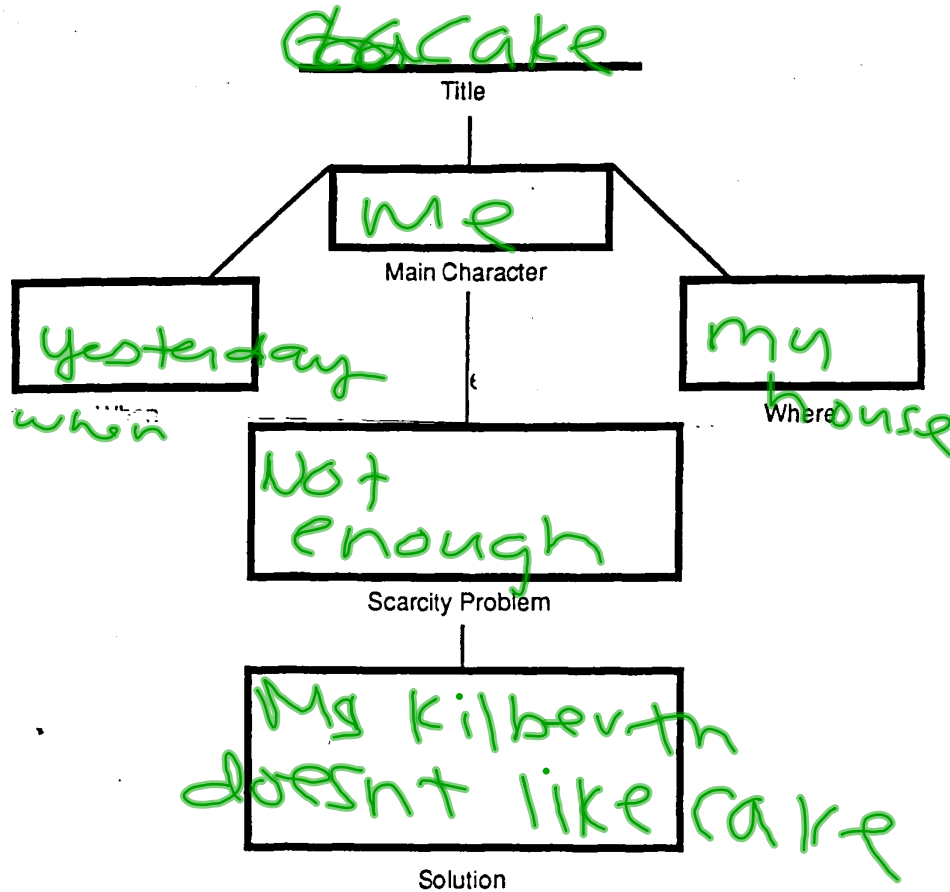 Cake
Title
me
Main Character
yesterday
my
house
when
Where
Not
enough
Scarcity Problem
Ms Kilberth
doesnt like cake
Solution